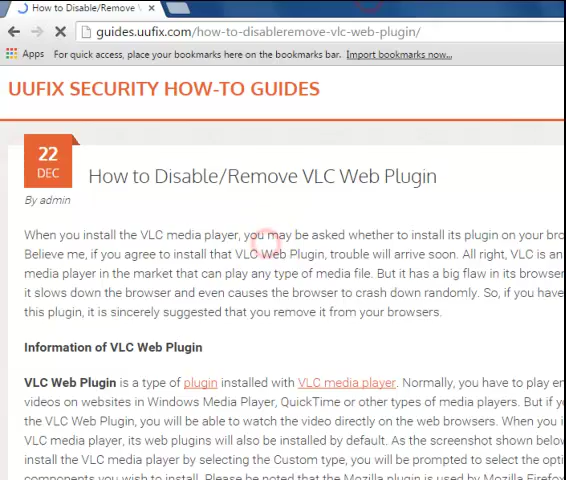 How to Disable/Remove V
guides.uufix.com/how-to-disableremove-vlc-web-plugin/
Apps For quick access, place your bookmarks here on the bookmarks bar. Import bookmarks now...
UUFIX SECURITY HOW-TO GUIDES
22
DEC
How to Disable/Remove VLC Web Plugin
By admin
When you install the VLC media player, you may be asked whether to install its plugin on your bro
Believe me, if you agree to install that VLC Web Plugin, trouble will arrive soon. All right, VLC is an
media player in the market that can play any type of media file. But it has a big flaw in its browser
it slows down the browser and even causes the browser to crash down randomly. So, if you have
this plugin, it is sincerely suggested that you remove it from your browsers.
Information of VLC Web Plugin
VLC Web Plugin is a type of plugin installed with VLC media player. Normally, you have to play en
videos on websites in Windows Media Player, QuickTime or other types of media players. But if y
the VLC Web Plugin, you will be able to watch the video directly on the web browsers. When you i
VLC media player, its web plugins will also be installed by default. As the screenshot shown below
install the VLC media player by selecting the Custom type, you will be prompted to select the opti
components you wish to install. Please be noted that the Mozilla plugin is used by Mozilla Firefox